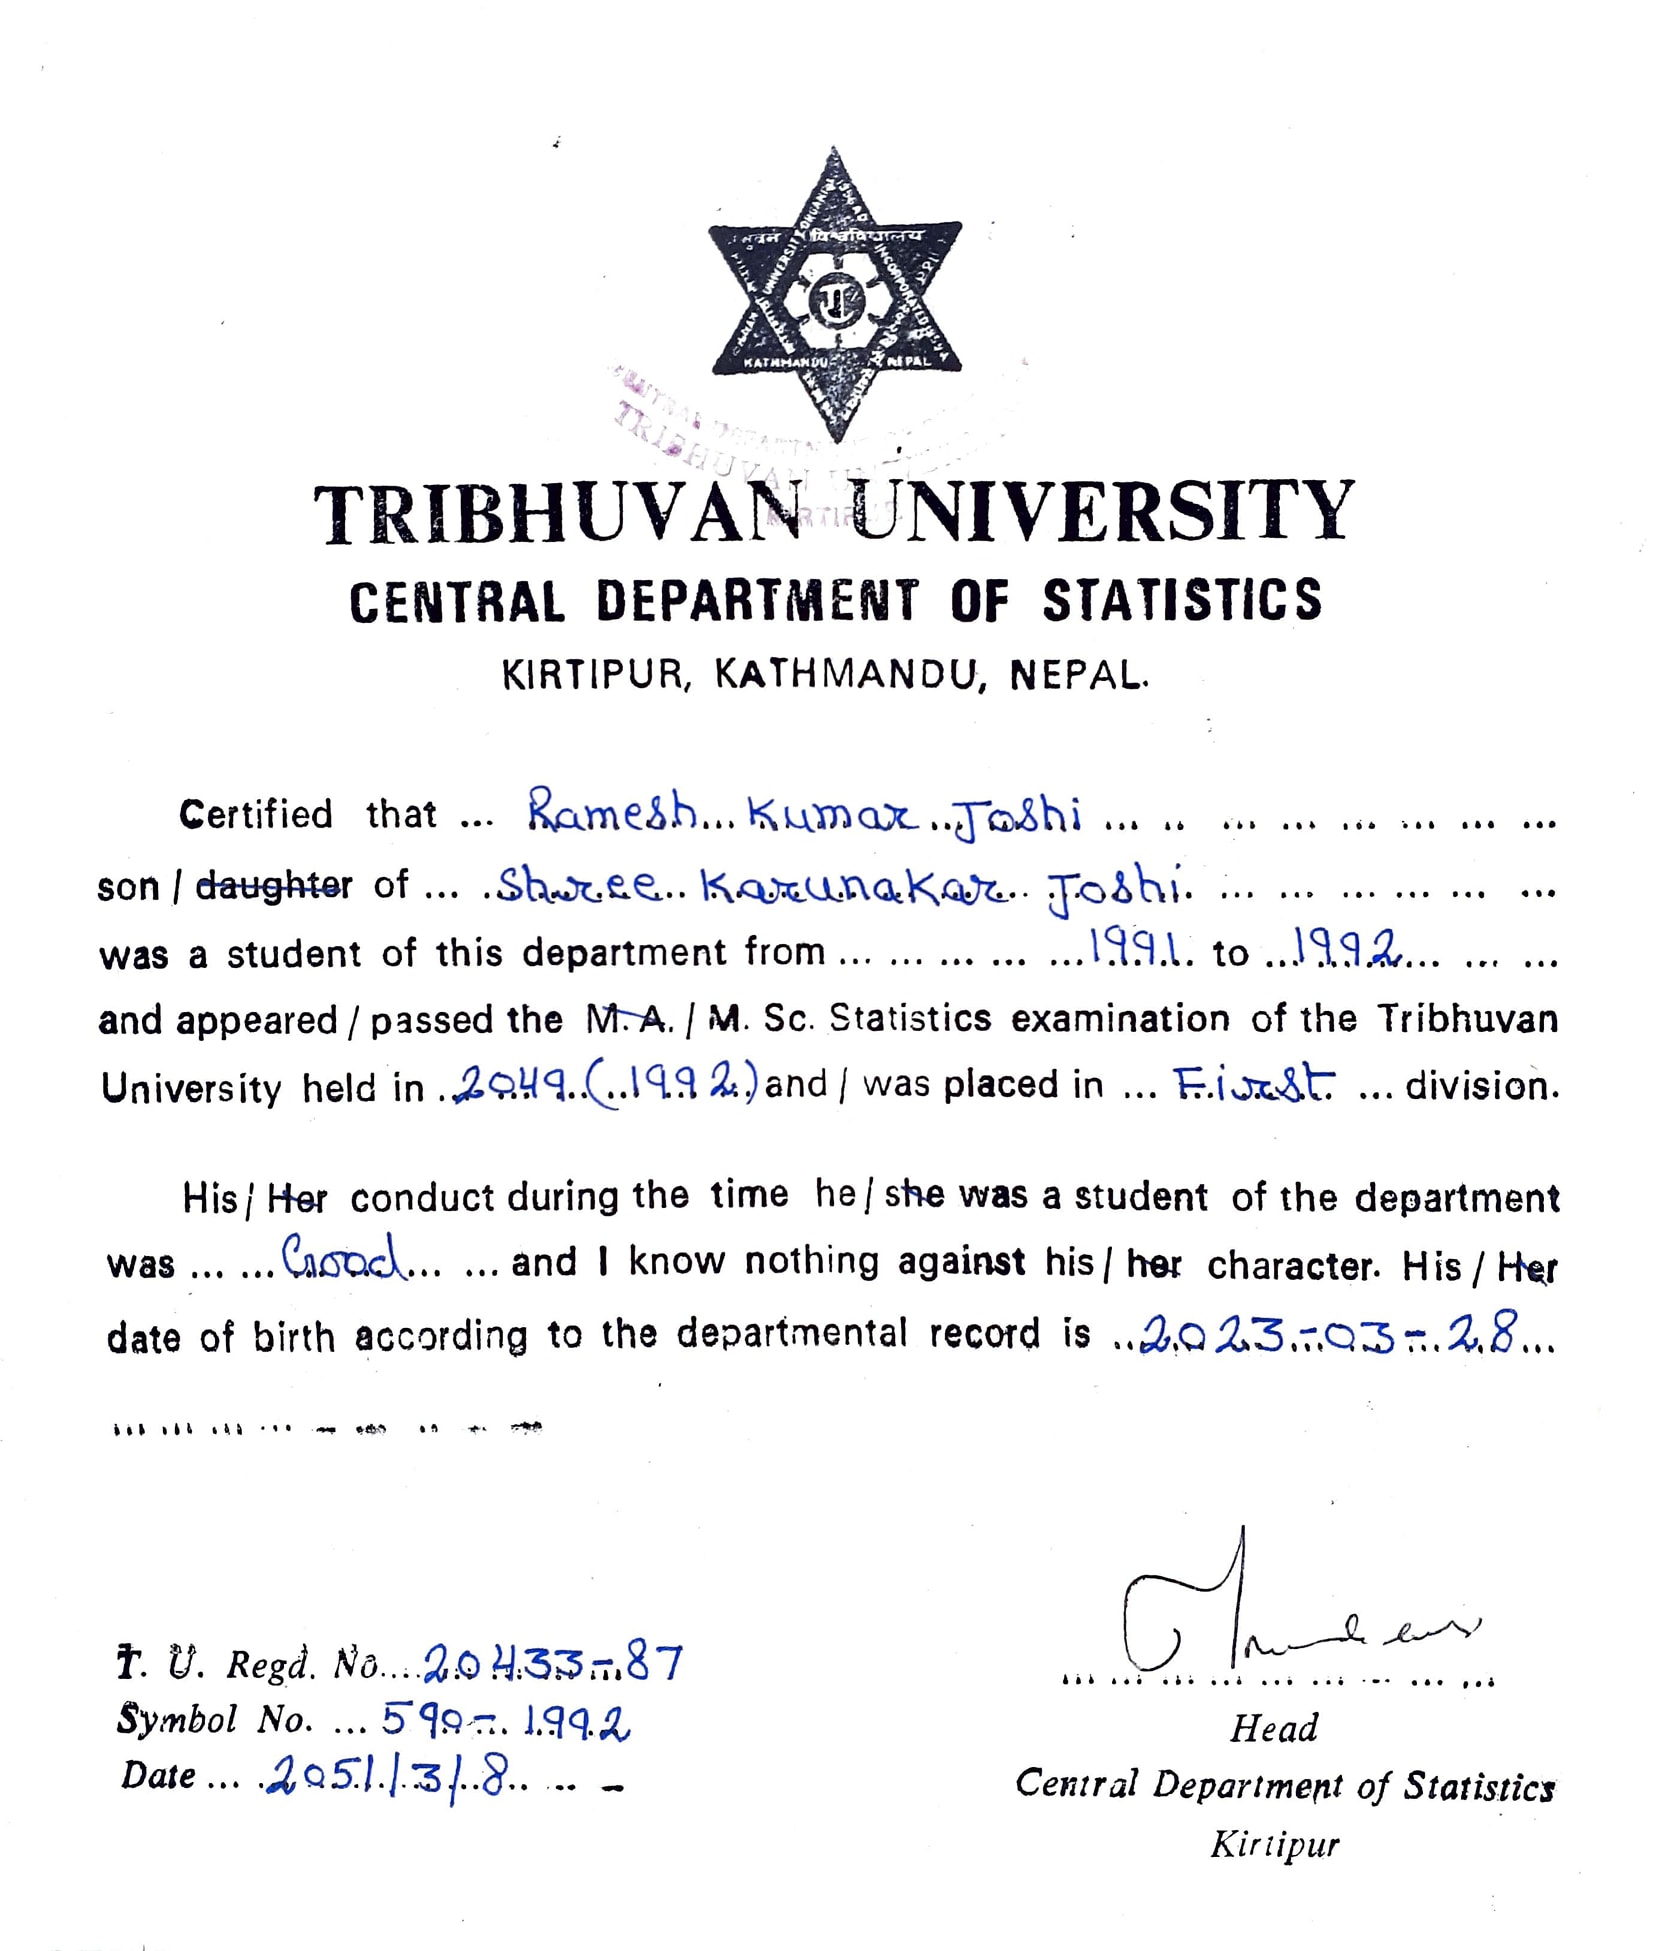 त्रिभुवन विश्वविद्यालय
KATHMANDU NEPAL
TRIBHUVAN UNIVERSITY
KIRTIPUR
TRIBHUVAN UNIVERSITY
CENTRAL DEPARTMENT OF STATISTICS
KIRTIPUR, KATHMANDU, NEPAL.
Certified that ... Ramesh...Kumar..Joshi ... .. ... ... ... ... ... ...
son / daughter of ... .Shree.. Karunakar.. Joshi. ... ... ... ... ... ...
was a student of this department from ... ... ... ... ...1991. to ...1992... ... ...
and appeared / passed the M. A. / M. Sc. Statistics examination of the Tribhuvan
University held in ..2049..(..1992.) and / was placed in ... First. ... division.
His / Her conduct during the time he / she was a student of the department
was ... ...Good... ... and I know nothing against his / her character. His / Her
date of birth according to the departmental record is ..2023-03-28...
T. U. Regd. No....20433-87
Symbol No. ... 590-1992
Date ... .2051/3/8.. ... -
Head
Central Department of Statistics
Kirtipur